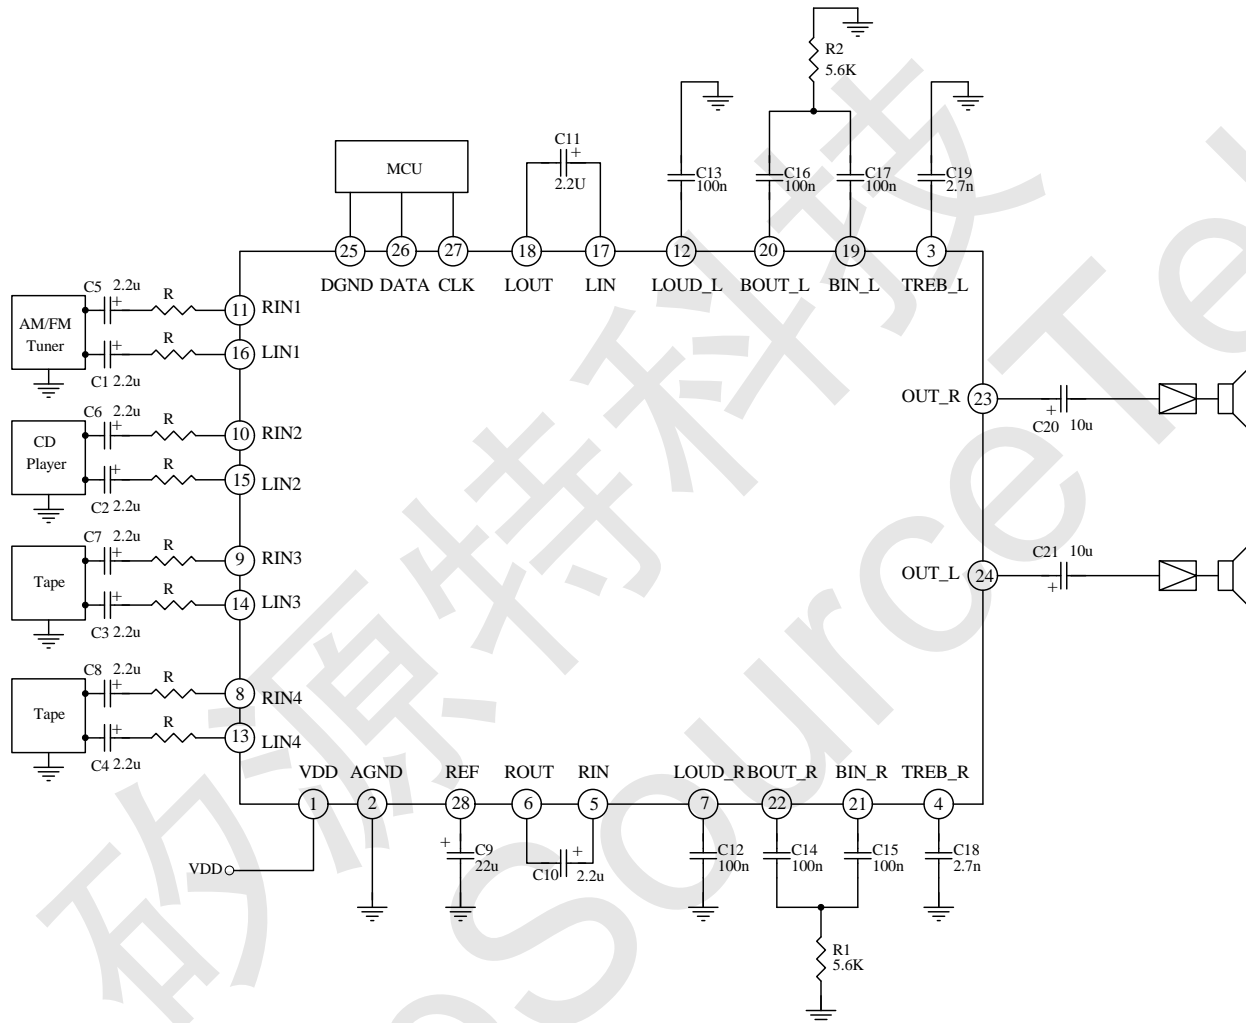 R2
5.6K
C11
+
2.2U
MCU
C13
100n
C16
100n
C17
100n
C19
2.7n
25
26
27
18
17
12
20
19
3
DGND
DATA
CLK
LOUT
LIN
LOUD_L
BOUT_L
BIN_L
TREB_L
C5
2.2u
+
R
AM/FM
Tuner
11
RIN1
+
R
16
LIN1
C1
2.2u
C6
2.2u
+
R
CD
Player
10
RIN2
+
R
15
LIN2
C2
2.2u
C7
2.2u
+
R
Tape
9
RIN3
+
R
14
LIN3
C3
2.2u
C8
2.2u
+
R
Tape
8
RIN4
+
R
13
LIN4
C4
2.2u
OUT_R
23
+
C20
10u
OUT_L
24
C21
10u
+
VDD
AGND
REF
ROUT
RIN
LOUD_R
BOUT_R
BIN_R
TREB_R
1
2
28
6
5
7
22
21
4
VDD
+
C9
22u
C10
+
2.2u
C12
100n
C14
100n
C15
100n
C18
2.7n
R1
5.6K
矽源特科技
Source